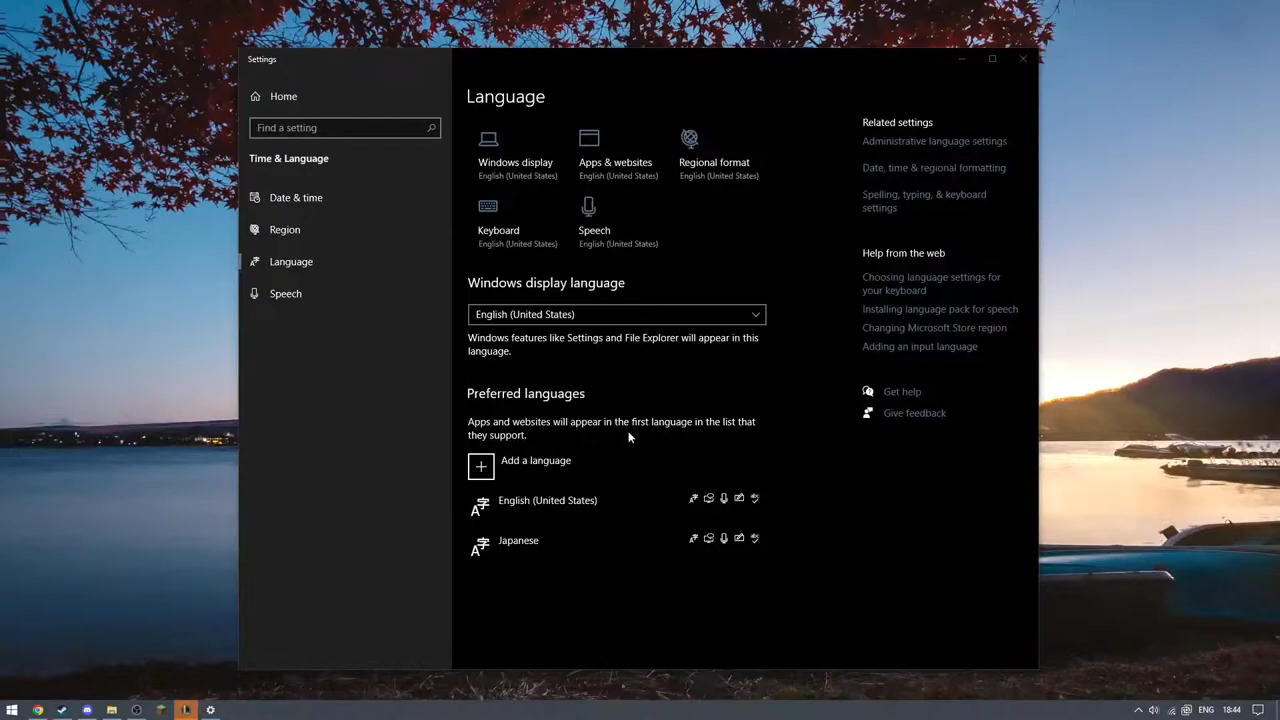 Settings
Home
Find a setting
Time & Language
Date & time
Region
Language
Speech
Language
Windows display
English (United States)
Apps & websites
English (United States)
Regional format
English (United States)
Keyboard
English (United States)
Speech
English (United States)
Windows display language
English (United States)
Windows features like Settings and File Explorer will appear in this
language.
Preferred languages
Apps and websites will appear in the first language in the list that
they support.
Add a language
A字 English (United States)
A字 Japanese
Related settings
Administrative language settings
Date, time & regional formatting
Spelling, typing, & keyboard
settings
Help from the web
Choosing language settings for
your keyboard
Installing language pack for speech
Changing Microsoft Store region
Adding an input language
Get help
Give feedback
ENG 18:44